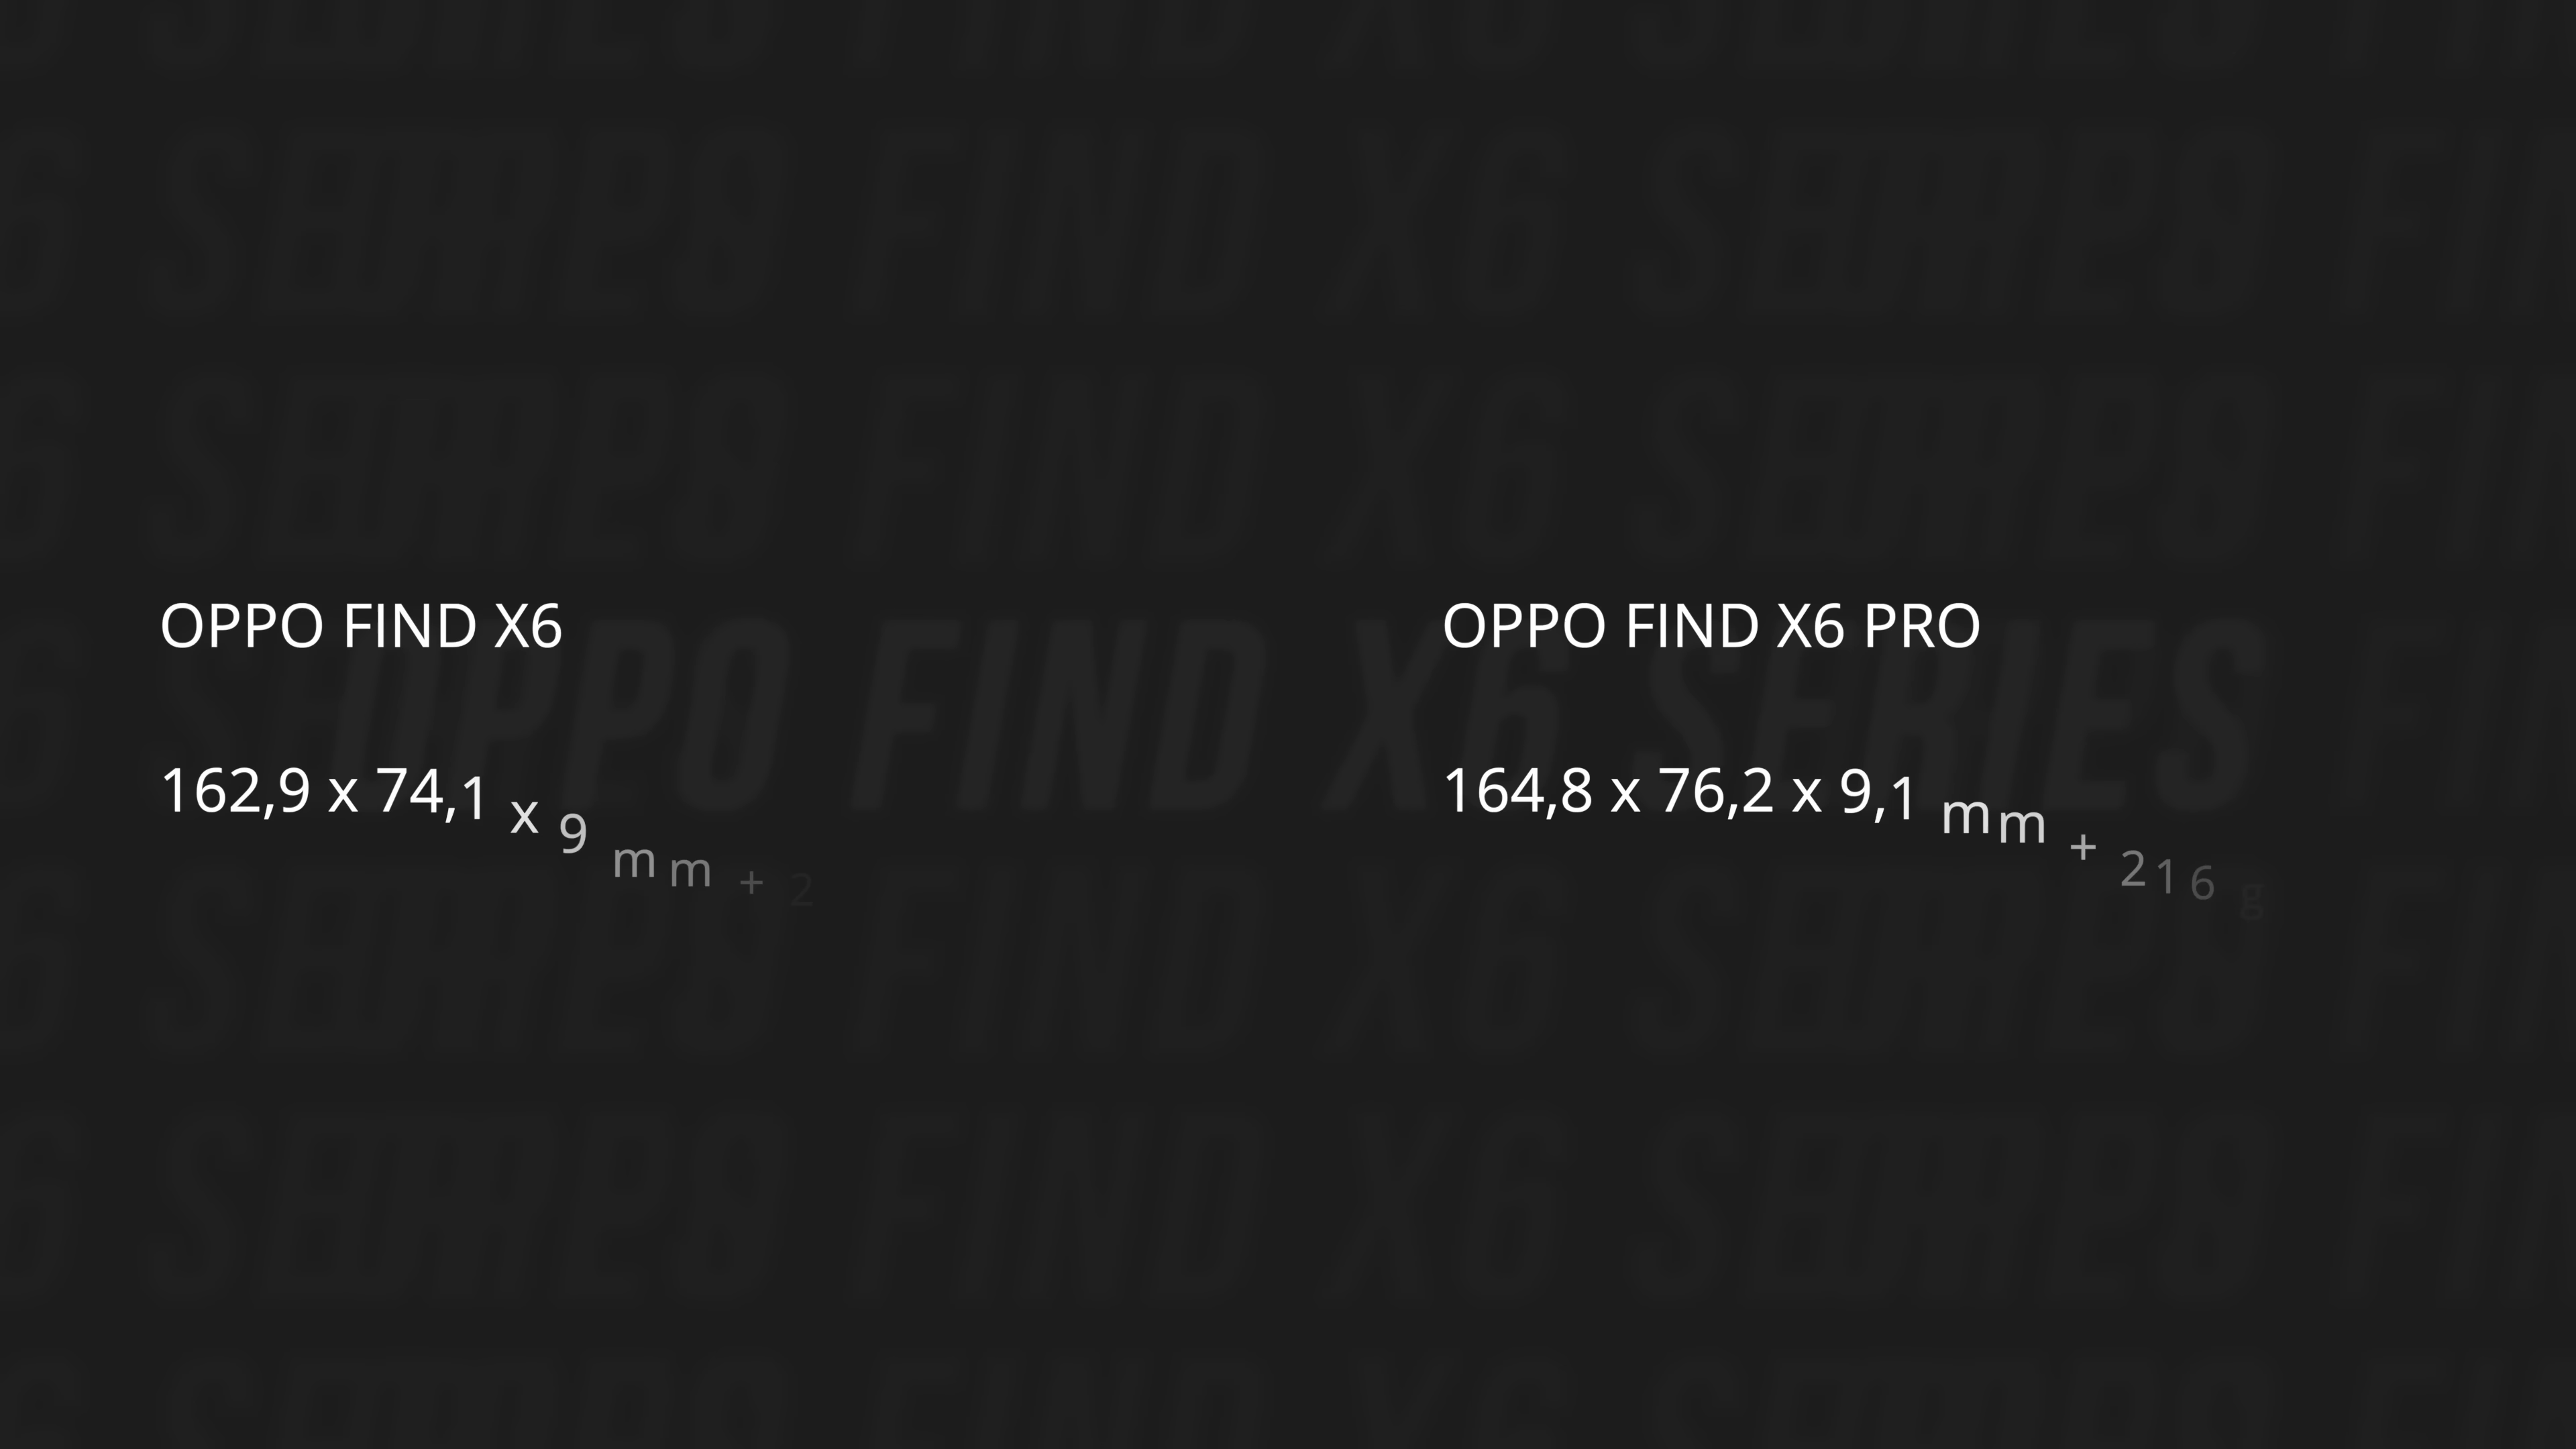 OPPO FIND X6
162,9 x 74,1 x 9 mm + 2
OPPO FIND X6 PRO
164,8 x 76,2 x 9,1 mm + 216 g
OPPO FIND X6 SERIES